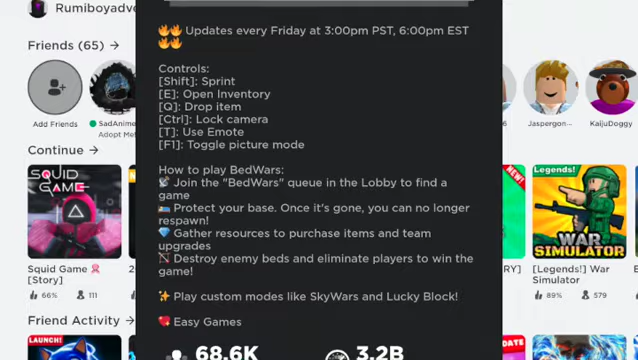 Rumiboyadv
🔥🔥 Updates every Friday at 3:00pm PST, 6:00pm EST
🔥🔥
Friends (65) →
Controls:
[Shift]: Sprint
[E]: Open Inventory
[Q]: Drop item
[Ctrl]: Lock camera
[T]: Use Emote
[F1]: Toggle picture mode
Add Friends
SadAnime
Adopt Me!
Jaspergon...
KaijuDoggy
Continue →
How to play BedWars:
Join the "BedWars" queue in the Lobby to find a
game
Protect your base. Once it's gone, you can no longer
respawn!
💎 Gather resources to purchase items and team
upgrades
Destroy enemy beds and eliminate players to win the
game!
✨ Play custom modes like SkyWars and Lucky Block!
💖 Easy Games
68.6K
3.2B
SQUID
GAME
Squid Game
[Story]
66% 111
Legends!
WAR
SIMULATOR
RY]
[Legends!] War
Simulator
89% 579
Friend Activity →
LAUNCH!
UPDATE